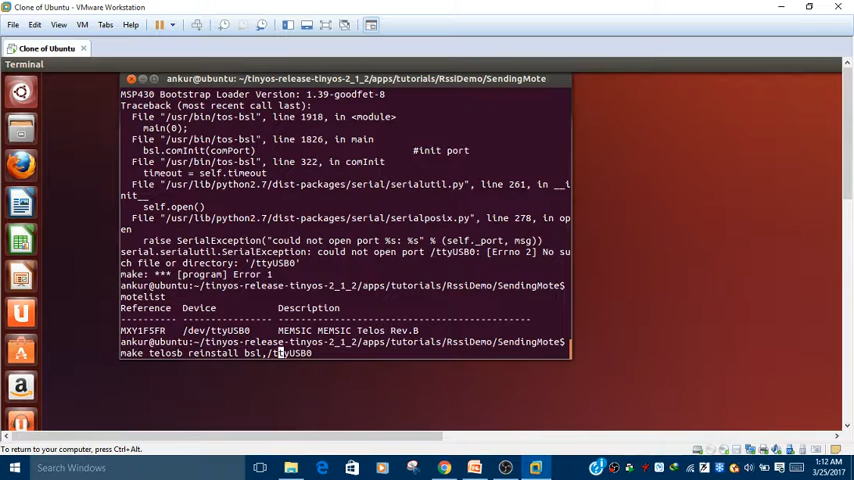 Clone of Ubuntu - VMware Workstation
File Edit View VM Tabs Help
Clone of Ubuntu
Terminal
ankur@ubuntu: ~/tinyos-release-tinyos-2_1_2/apps/tutorials/RssiDemo/SendingMote
MSP430 Bootstrap Loader Version: 1.39-goodfet-8
Traceback (most recent call last):
File "/usr/bin/tos-bsl", line 1918, in <module>
main(0);
File "/usr/bin/tos-bsl", line 1826, in main
bsl.comInit(comPort) #init port
File "/usr/bin/tos-bsl", line 322, in comInit
timeout = self.timeout
File "/usr/lib/python2.7/dist-packages/serial/serialutil.py", line 261, in __i
nit__
self.open()
File "/usr/lib/python2.7/dist-packages/serial/serialposix.py", line 278, in op
en
raise SerialException("could not open port %s: %s" % (self._port, msg))
serial.serialutil.SerialException: could not open port /ttyUSB0: [Errno 2] No su
ch file or directory: '/ttyUSB0'
make: *** [program] Error 1
ankur@ubuntu:~/tinyos-release-tinyos-2_1_2/apps/tutorials/RssiDemo/SendingMote$
motelist
Reference Device Description
---------- ---------------- ---------------------------------------------
MXY1F5FR /dev/ttyUSB0 MEMSIC MEMSIC Telos Rev.B
ankur@ubuntu:~/tinyos-release-tinyos-2_1_2/apps/tutorials/RssiDemo/SendingMote$
make telosb reinstall bsl,/ttyUSB0
To return to your computer, press Ctrl+Alt.
Search Windows
1:12 AM
3/25/2017